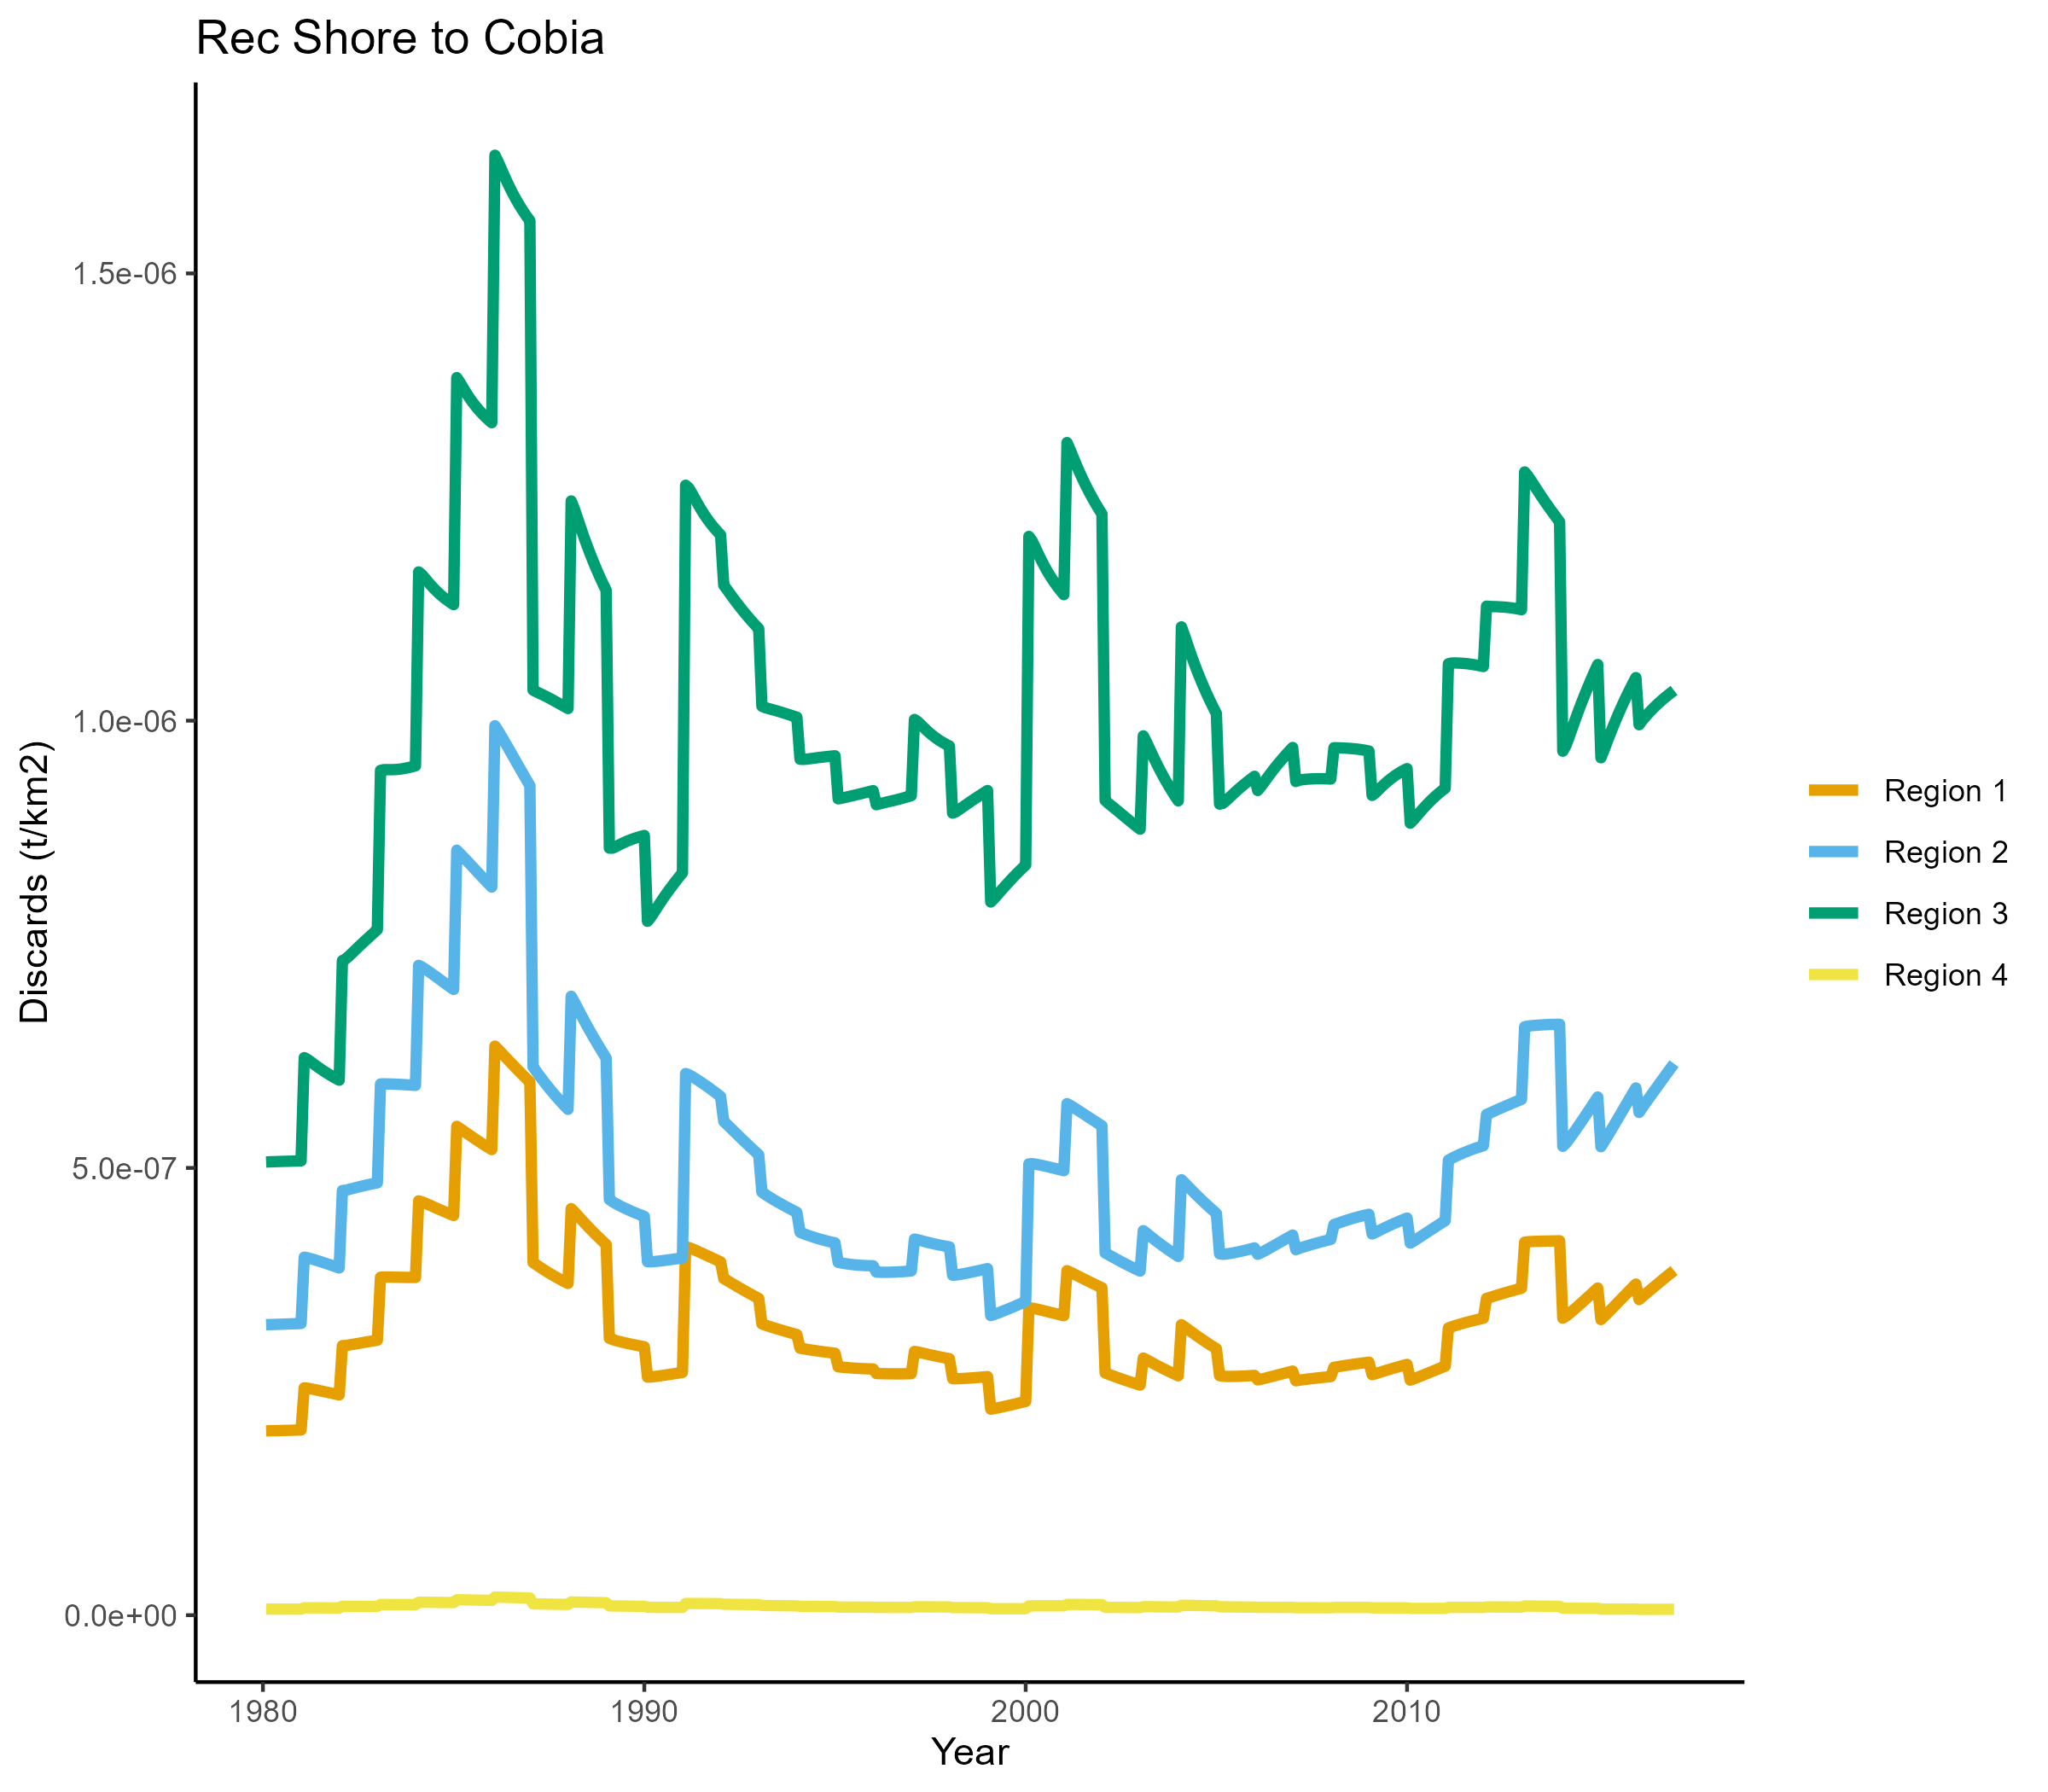 Rec Shore to Cobia
Discards (t/km2)
1.5e-06
1.0e-06
5.0e-07
0.0e+00
1980
1990
2000
2010
Year
Region 1
Region 2
Region 3
Region 4